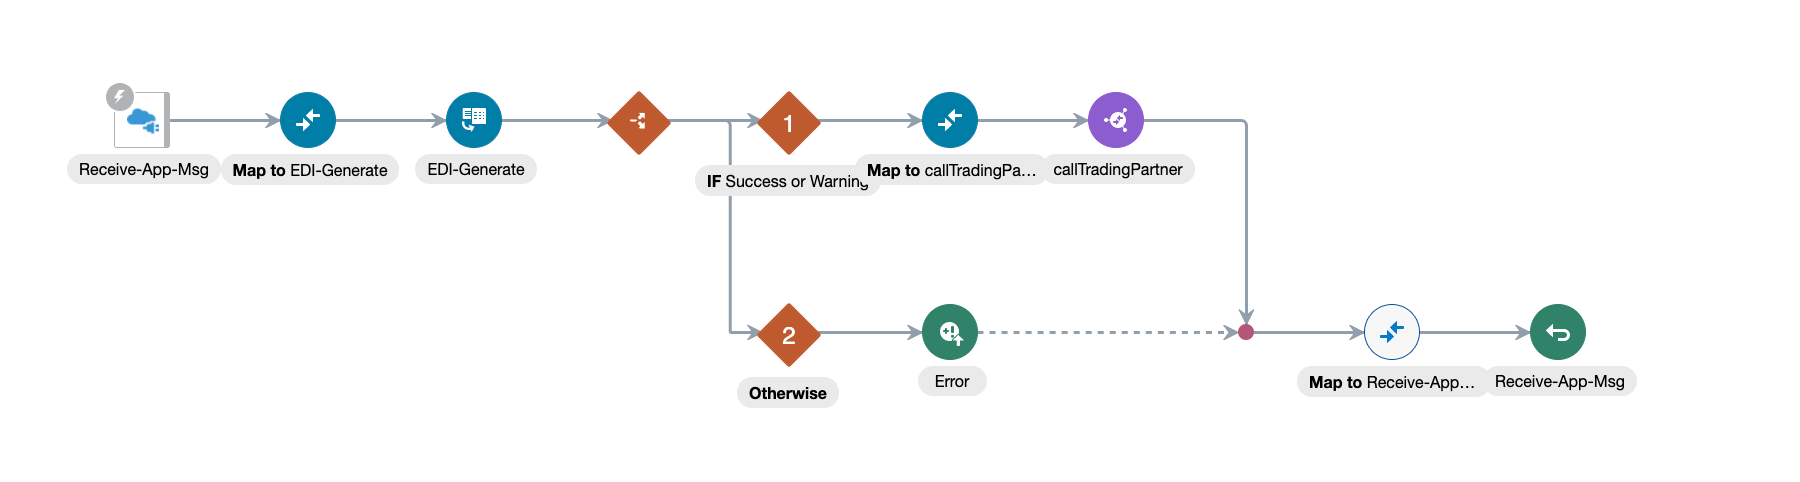 Receive-App-Msg
Map to EDI-Generate
EDI-Generate
1
IF Success or Warning
Map to callTradingPa...
callTradingPartner
2
Otherwise
Error
Map to Receive-App...
Receive-App-Msg